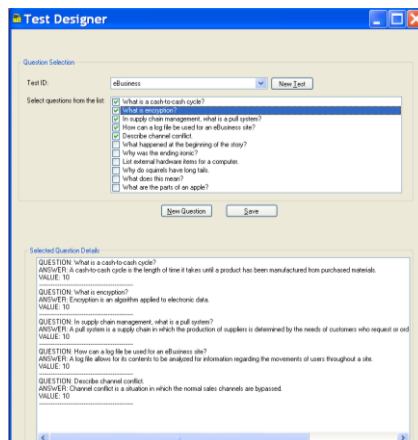 Test Designer
Question Selection
Test ID:
eBusiness
New Test
Select questions from the list:
What is a cash-to-cash cycle?
What is encryption?
In supply chain management, what is a pull system?
How can a log file be used for an eBusiness site?
Describe channel conflict.
What happened at the beginning of the story?
Why was the ending ironic?
List external hardware items for a computer.
Why do squirrels have long tails.
What does this mean?
What are the parts of an apple?
New Question
Save
Selected Question Details
QUESTION: What is a cash-to-cash cycle?
ANSWER: A cash-to-cash cycle is the length of time it takes until a product has been manufactured from purchased materials.
VALUE: 10
------------------------------------
QUESTION: What is encryption?
ANSWER: Encryption is an algorithm applied to electronic data.
VALUE: 10
------------------------------------
QUESTION: In supply chain management, what is a pull system?
ANSWER: A pull system is a supply chain in which the production of suppliers is determined by the needs of customers who request or ord
VALUE: 10
------------------------------------
QUESTION: How can a log file be used for an eBusiness site?
ANSWER: A log file allows for its contents to be analyzed for information regarding the movements of users throughout a site.
VALUE: 10
------------------------------------
QUESTION: Describe channel conflict.
ANSWER: Channel conflict is a situation in which the normal sales channels are bypassed.
VALUE: 10
------------------------------------